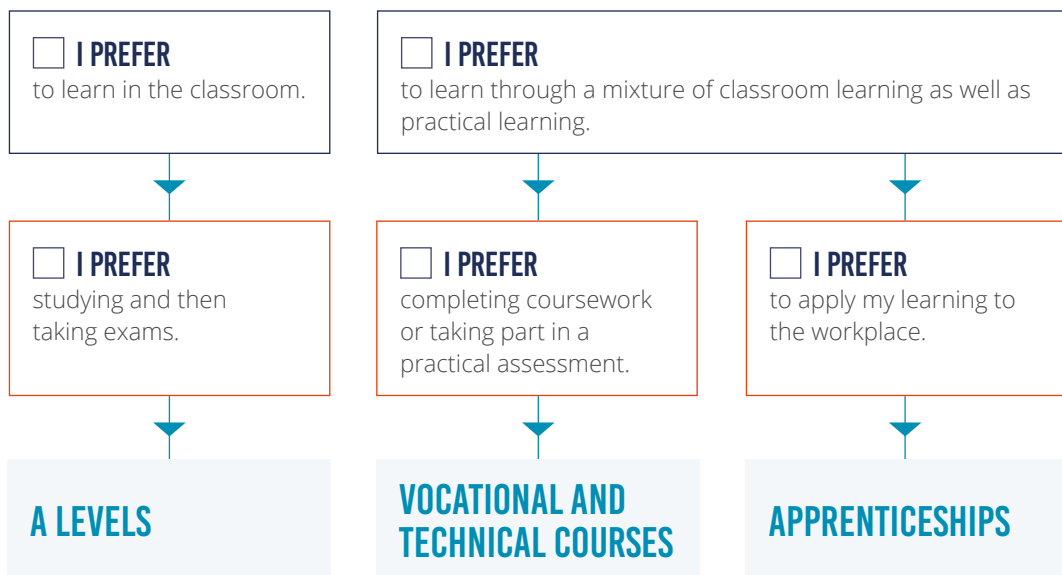 I PREFER
to learn in the classroom.
I PREFER
to learn through a mixture of classroom learning as well as
practical learning.
I PREFER
studying and then
taking exams.
I PREFER
completing coursework
or taking part in a
practical assessment.
I PREFER
to apply my learning to
the workplace.
A LEVELS
VOCATIONAL AND
TECHNICAL COURSES
APPRENTICESHIPS